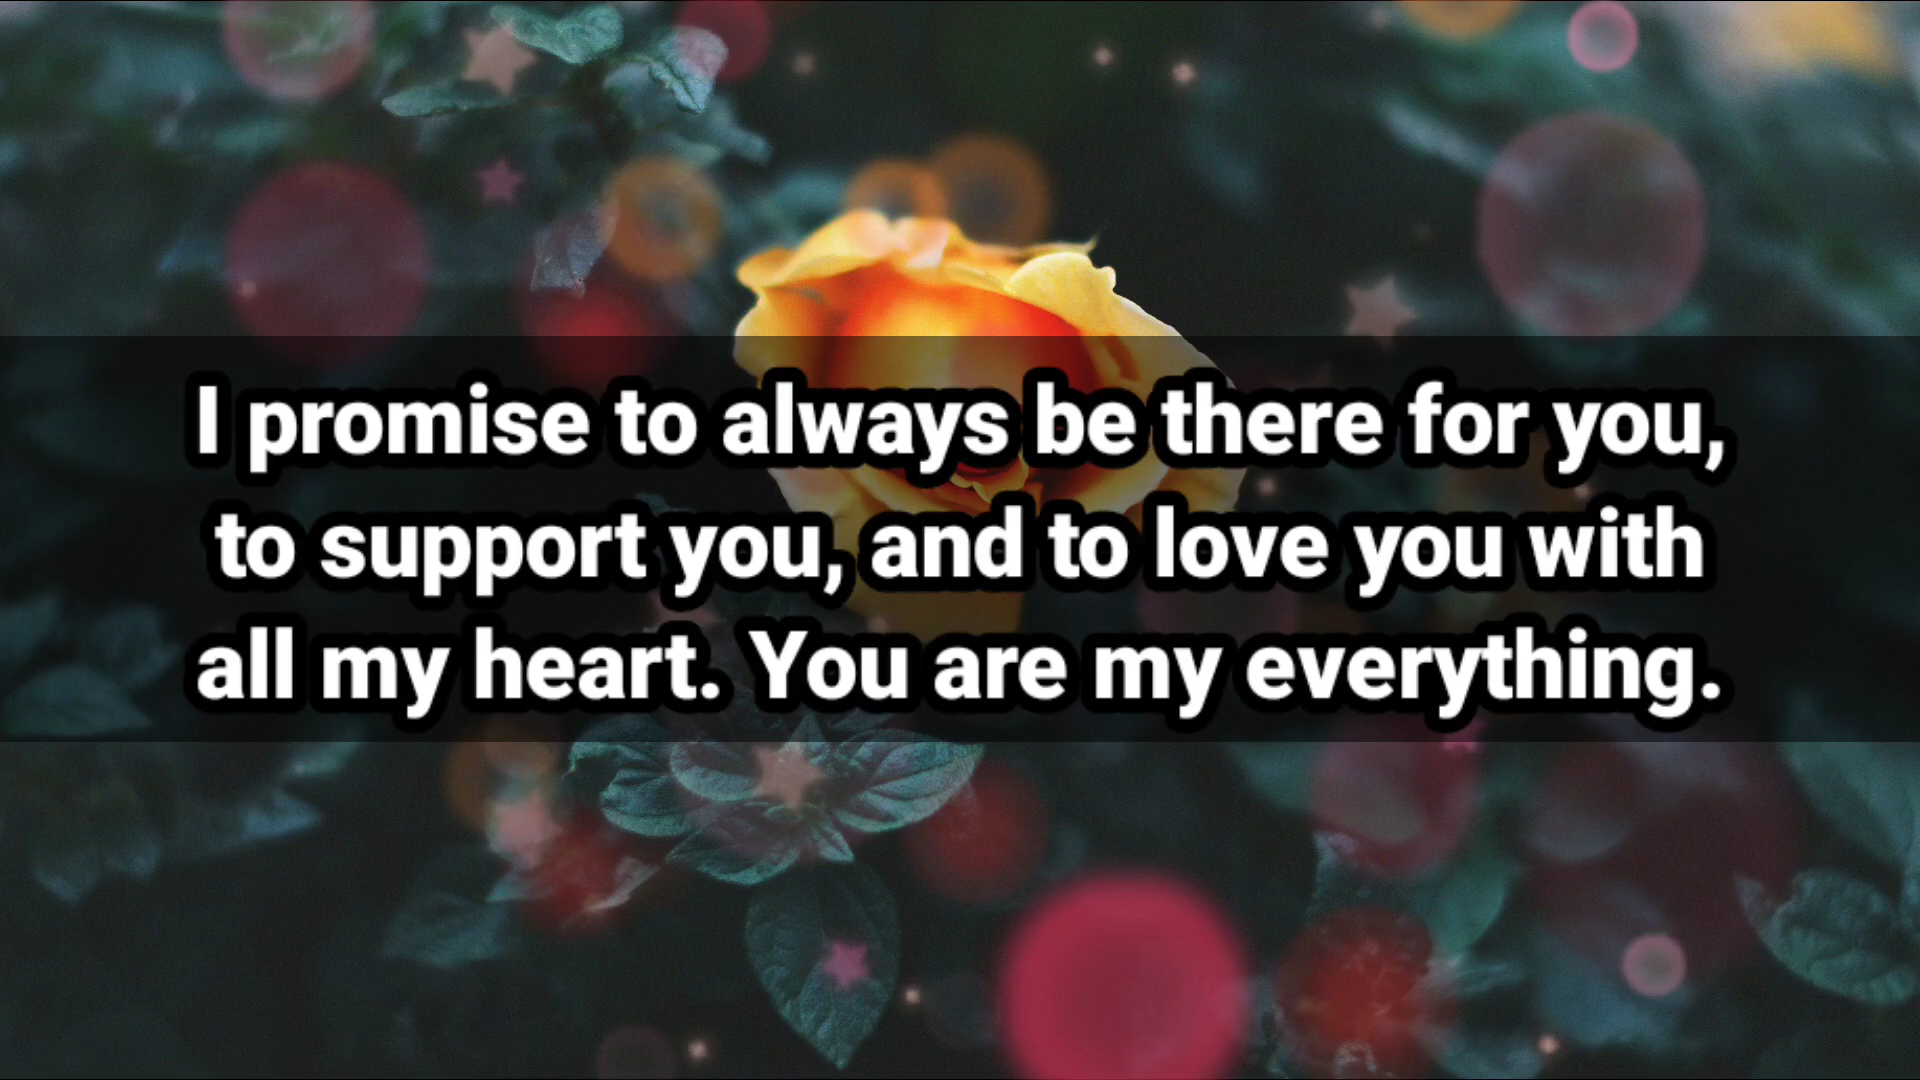 I promise to always be there for you,
to support you, and to love you with
all my heart. You are my everything.